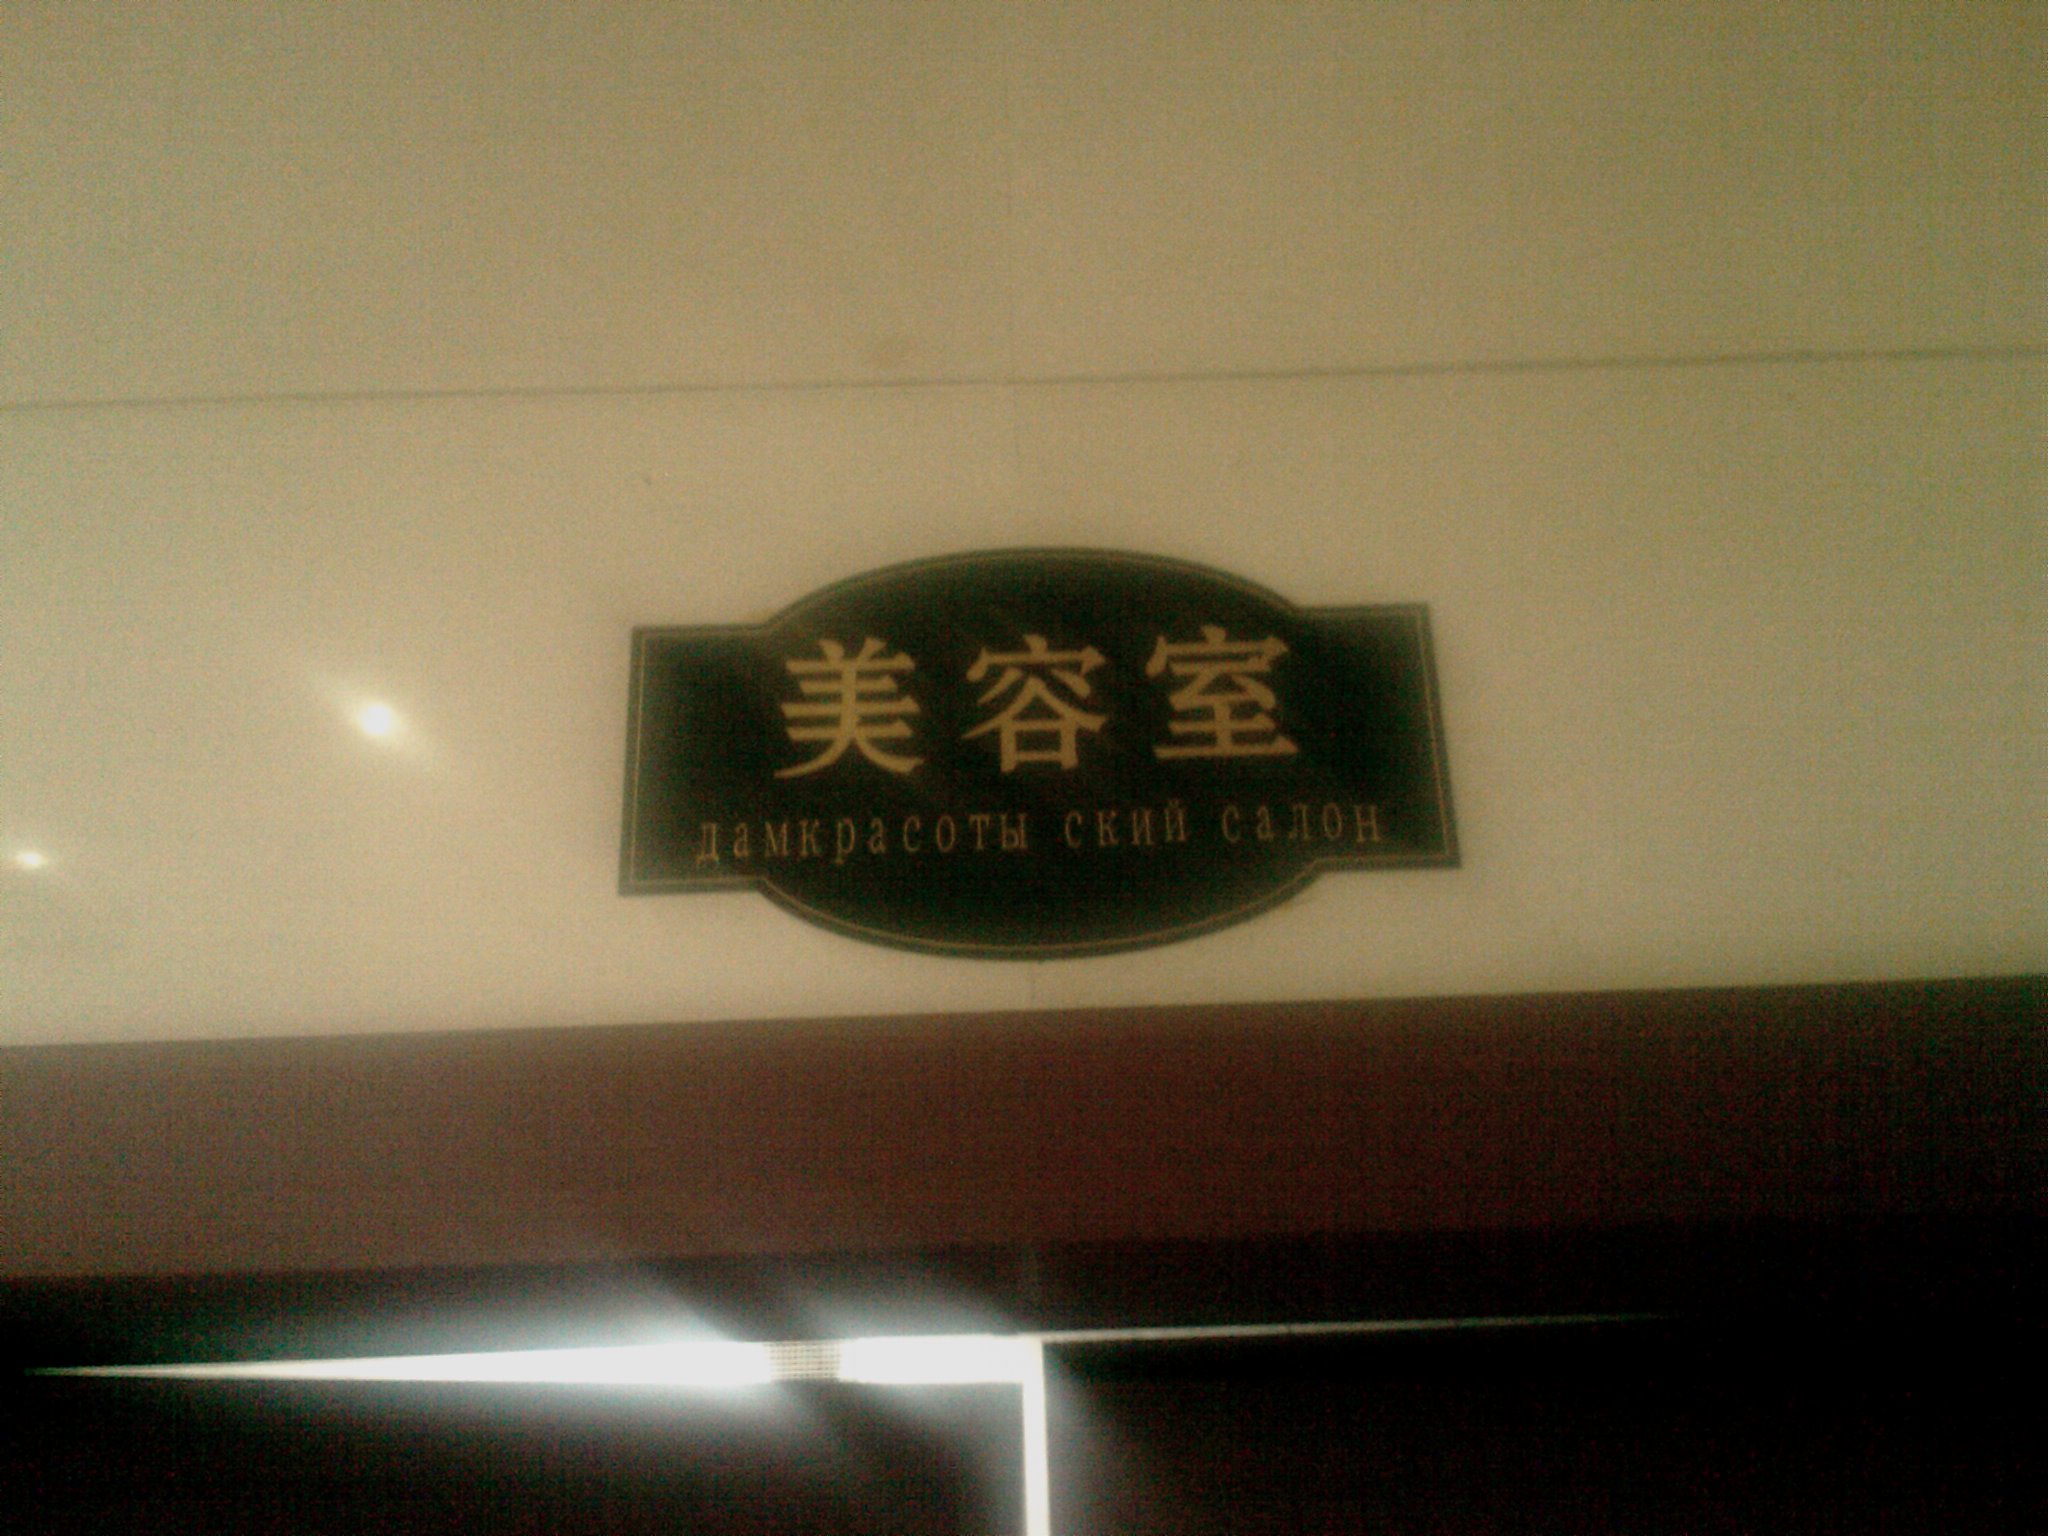 美容室
дамкрасоты ский салон